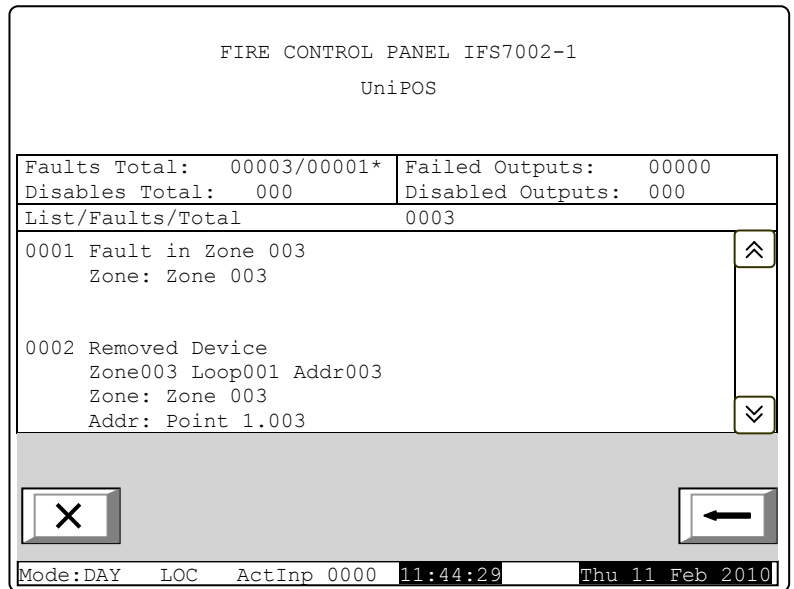 FIRE CONTROL PANEL IFS7002-1
UniPOS
Faults Total: 00003/00001* Failed Outputs: 00000
Disables Total: 000 Disabled Outputs: 000
List/Faults/Total 0003
0001 Fault in Zone 003
Zone: Zone 003
0002 Removed Device
Zone003 Loop001 Addr003
Zone: Zone 003
Addr: Point 1.003
Mode:DAY LOC ActInp 0000 11:44:29 Thu 11 Feb 2010